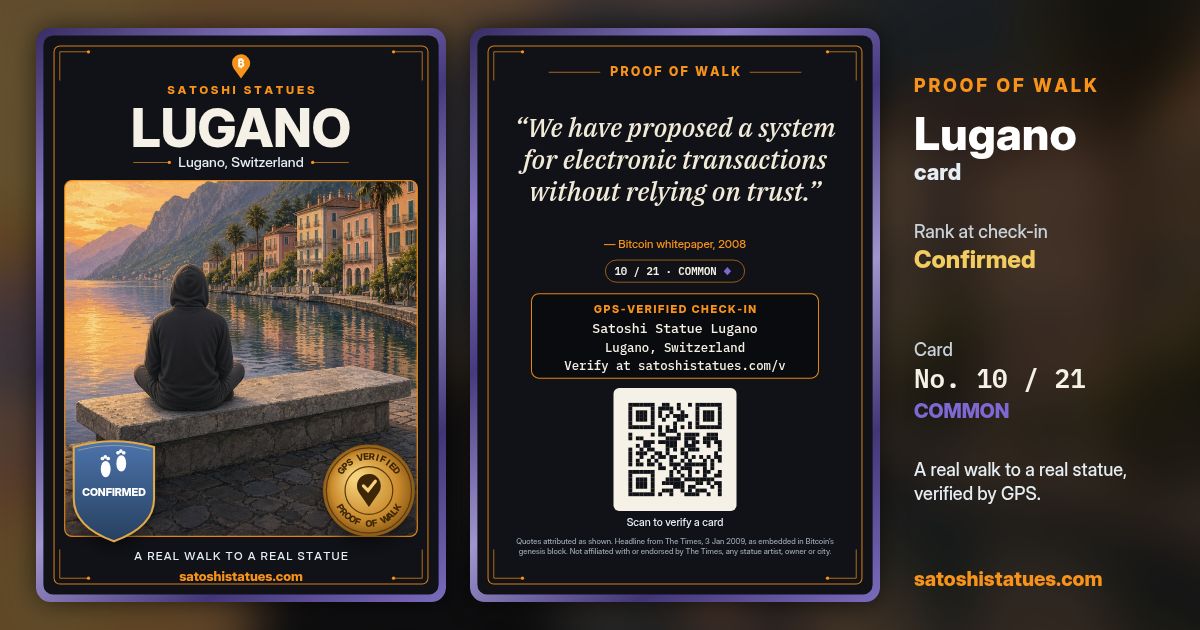 SATOSHI STATUES
LUGANO
Lugano, Switzerland
CONFIRMED
GPS VERIFIED
PROOF OF WALK
A REAL WALK TO A REAL STATUE
satoshistatues.com
PROOF OF WALK
“We have proposed a system
for electronic transactions
without relying on trust.”
— Bitcoin whitepaper, 2008
10 / 21 · COMMON
GPS-VERIFIED CHECK-IN
Satoshi Statue Lugano
Lugano, Switzerland
Verify at satoshistatues.com/v
Scan to verify a card
Quotes attributed as shown. Headline from The Times, 3 Jan 2009, as embedded in Bitcoin's
genesis block. Not affiliated with or endorsed by The Times, any statue artist, owner or city.
PROOF OF WALK
Lugano
card
Rank at check-in
Confirmed
Card
No. 10 / 21
COMMON
A real walk to a real statue,
verified by GPS.
satoshistatues.com